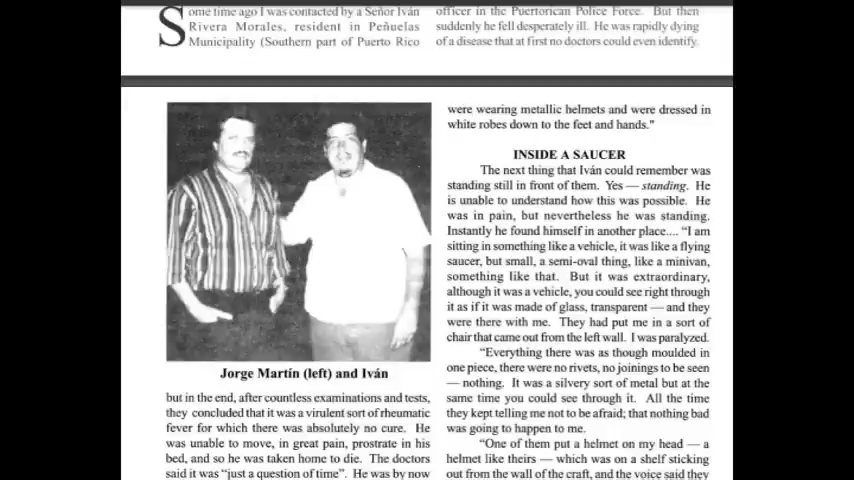 Some time ago I was contacted by a Señor Iván
Rivera Morales, resident in Peñuelas
Municipality (Southern part of Puerto Rico
officer in the Puertorican Police Force. But then
suddenly he fell desperately ill. He was rapidly dying
of a disease that at first no doctors could even identify.
Jorge Martín (left) and Iván
but in the end, after countless examinations and tests,
they concluded that it was a virulent sort of rheumatic
fever for which there was absolutely no cure. He
was unable to move, in great pain, prostrate in his
bed, and so he was taken home to die. The doctors
said it was “just a question of time”. He was by now
were wearing metallic helmets and were dressed in
white robes down to the feet and hands."
INSIDE A SAUCER
The next thing that Iván could remember was
standing still in front of them. Yes — standing. He
is unable to understand how this was possible. He
was in pain, but nevertheless he was standing.
Instantly he found himself in another place.... “I am
sitting in something like a vehicle, it was like a flying
saucer, but small, a semi-oval thing, like a minivan,
something like that. But it was extraordinary,
although it was a vehicle, you could see right through
it as if it was made of glass, transparent — and they
were there with me. They had put me in a sort of
chair that came out from the left wall. I was paralyzed.
“Everything there was as though moulded in
one piece, there were no rivets, no joinings to be seen
— nothing. It was a silvery sort of metal but at the
same time you could see through it. All the time
they kept telling me not to be afraid; that nothing bad
was going to happen to me.
“One of them put a helmet on my head — a
helmet like theirs — which was on a shelf sticking
out from the wall of the craft, and the voice said they